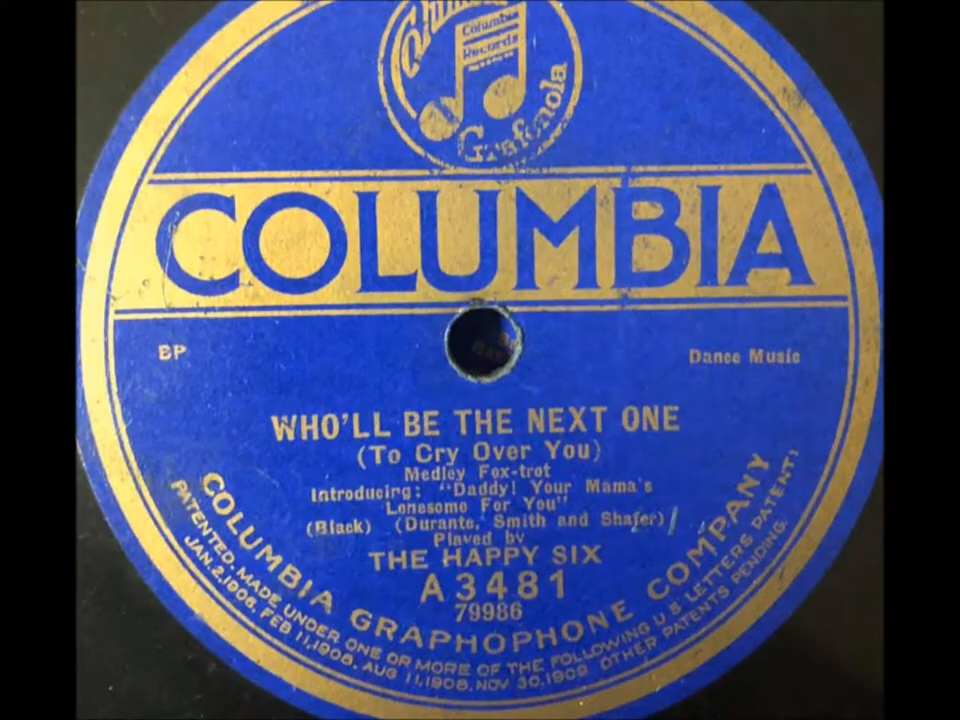 Columbia
Records
Grafonola
COLUMBIA
BP
Dance Music
WHO'LL BE THE NEXT ONE
(To Cry Over You)
Medley Fox-trot
Introducing: "Daddy! Your Mama's
Lonesome For You"
(Black) (Durante, Smith and Shafer)
Played by
THE HAPPY SIX
A3481
79986
COLUMBIA GRAPHOPHONE COMPANY
PATENTED. MADE UNDER ONE OR MORE OF THE FOLLOWING U.S. LETTERS PATENT:
JAN.2,1906, FEB 11,1908, AUG 11,1908, NOV 30,1909 OTHER PATENTS PENDING.